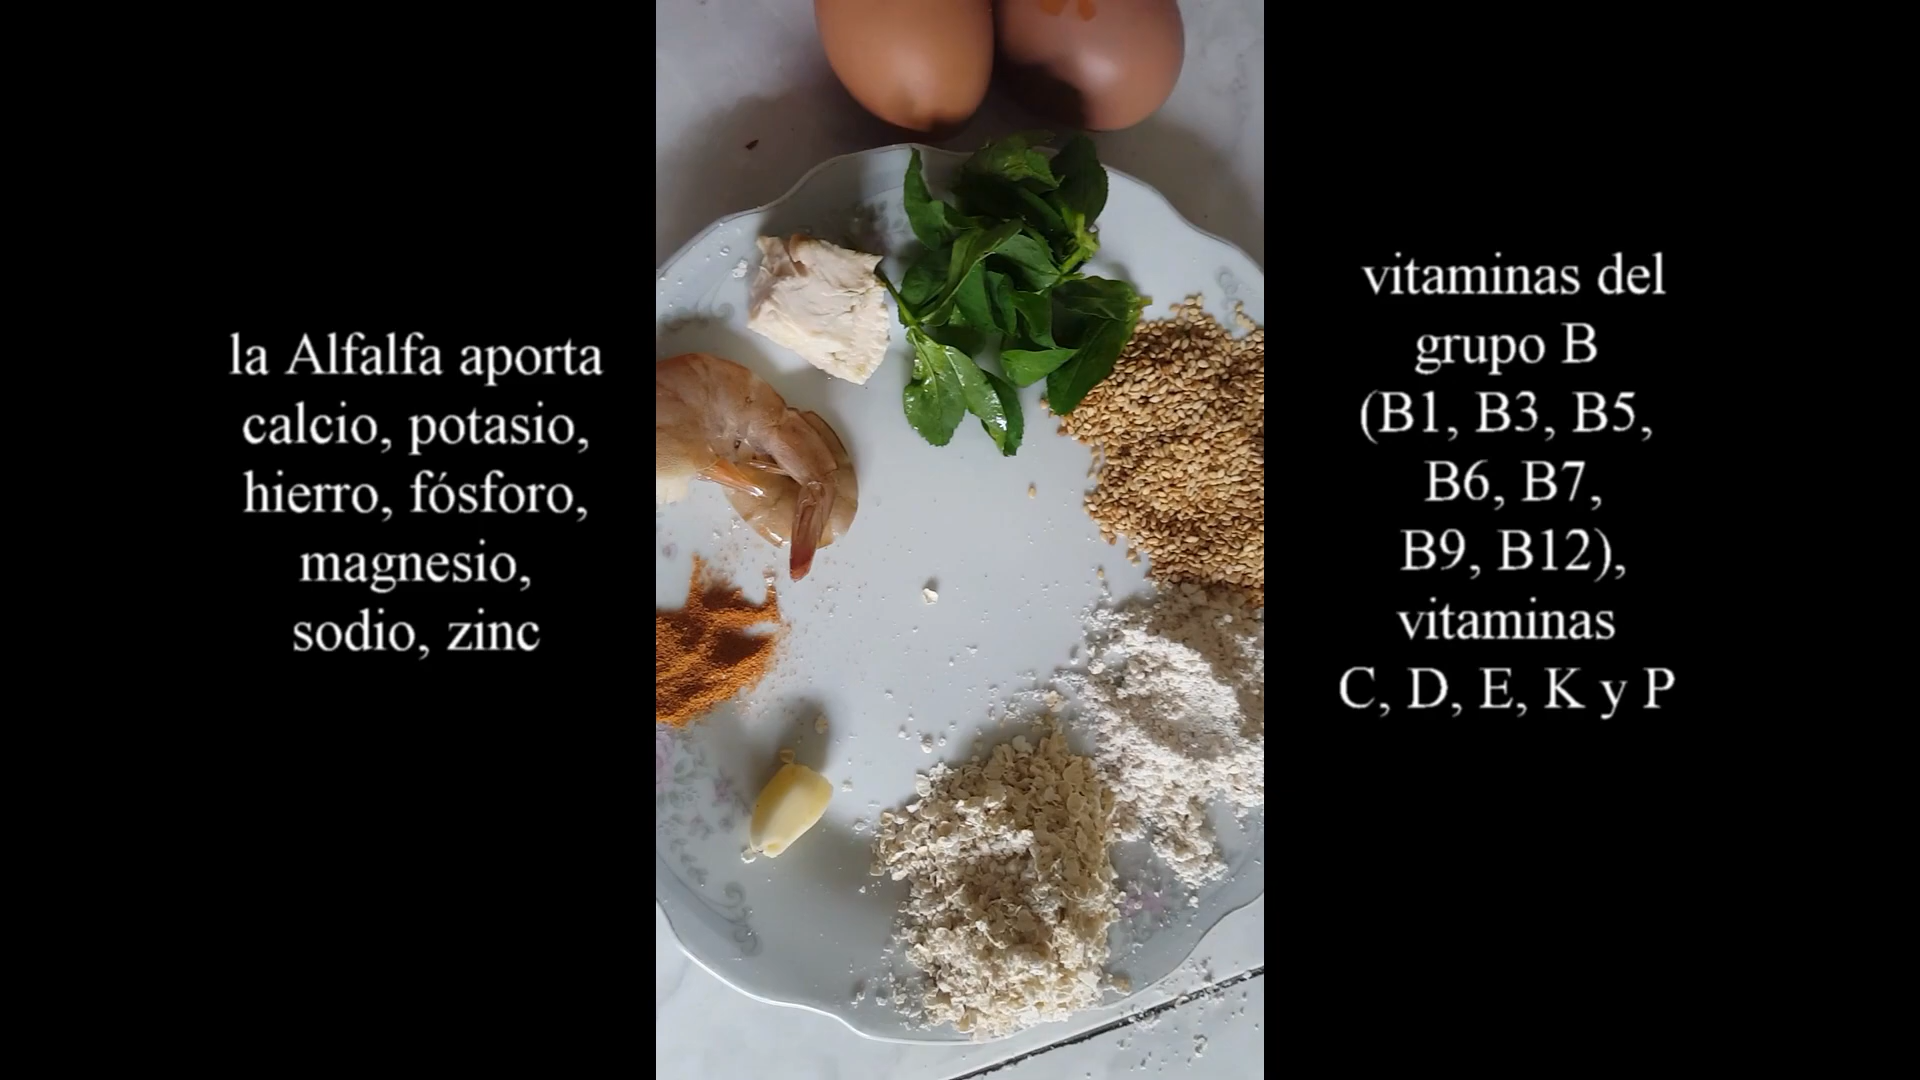 la Alfalfa aporta
calcio, potasio,
hierro, fósforo,
magnesio,
sodio, zinc
vitaminas del
grupo B
(B1, B3, B5,
B6, B7,
B9, B12),
vitaminas
C, D, E, K y P